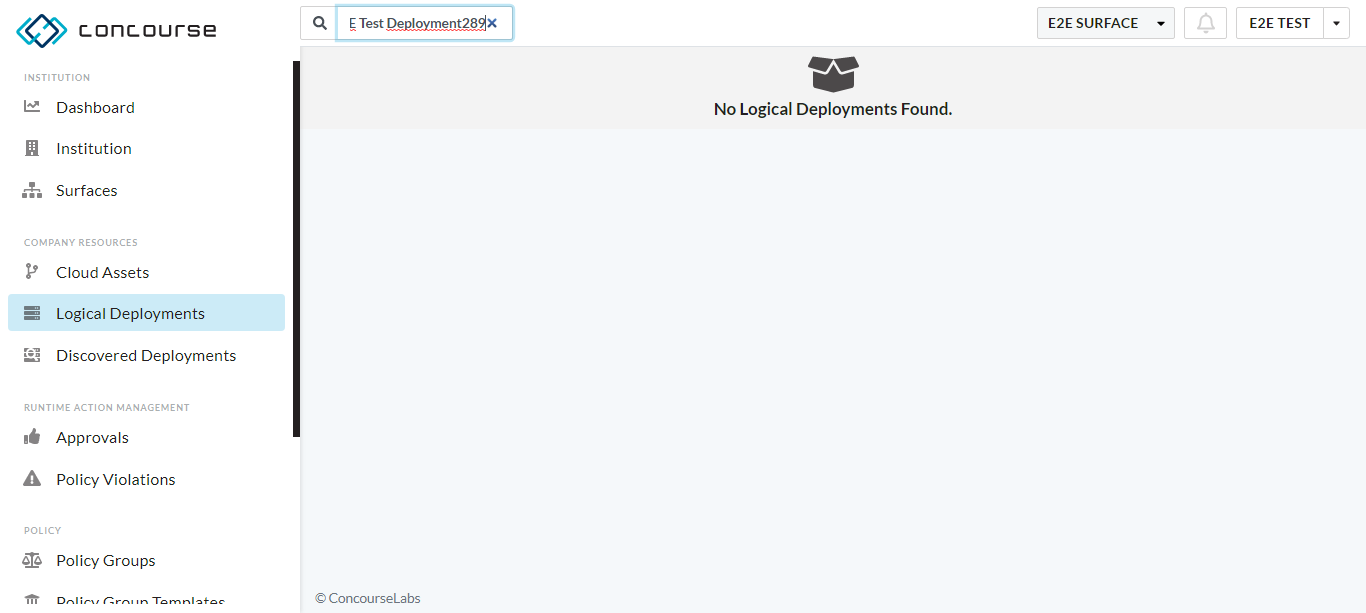 concourse
E Test Deployment289
E2E SURFACE
E2E TEST
INSTITUTION
Dashboard
Institution
Surfaces
COMPANY RESOURCES
Cloud Assets
Logical Deployments
Discovered Deployments
RUNTIME ACTION MANAGEMENT
Approvals
Policy Violations
POLICY
Policy Groups
Policy Group Templates
No Logical Deployments Found.
© ConcourseLabs